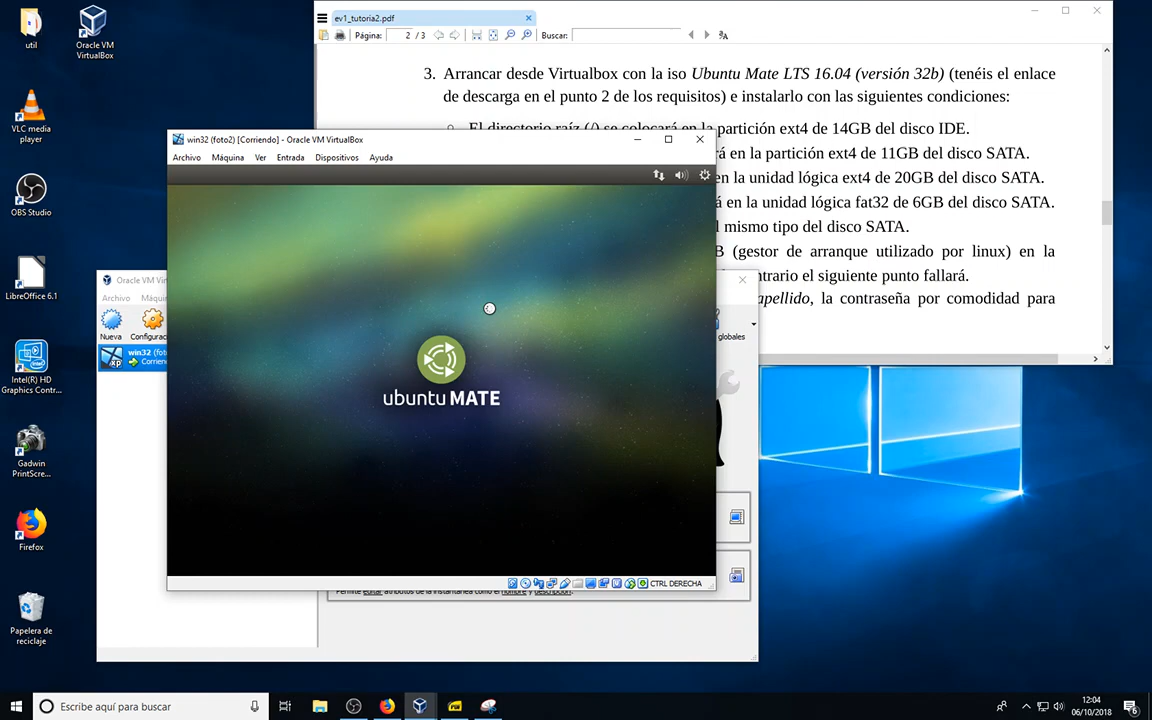 util
Oracle VM
VirtualBox
VLC media
player
OBS Studio
LibreOffice 6.1
Intel(R) HD
Graphics Contr...
Gadwin
PrintScre...
Firefox
Papelera de
reciclaje
ev1_tutoria2.pdf
Página: 2 / 3 Buscar:
3. Arrancar desde Virtualbox con la iso Ubuntu Mate LTS 16.04 (versión 32b) (tenéis el enlace
de descarga en el punto 2 de los requisitos) e instalarlo con las siguientes condiciones:
El directorio raíz (/) se colocará en la partición ext4 de 14GB del disco IDE.
rá en la partición ext4 de 11GB del disco SATA.
en la unidad lógica ext4 de 20GB del disco SATA.
á en la unidad lógica fat32 de 6GB del disco SATA.
l mismo tipo del disco SATA.
B (gestor de arranque utilizado por linux) en la
ntrario el siguiente punto fallará.
apellido, la contraseña por comodidad para
win32 (foto2) [Corriendo] - Oracle VM VirtualBox
Archivo Máquina Ver Entrada Dispositivos Ayuda
ubuntu MATE
CTRL DERECHA
Oracle VM Vir
Archivo Máquin
Nueva Configurac
globales
win32 (foto
Corriend
Permite editar atributos de la instantánea como el nombre y descripción.
Escribe aquí para buscar
12:04
06/10/2018
6